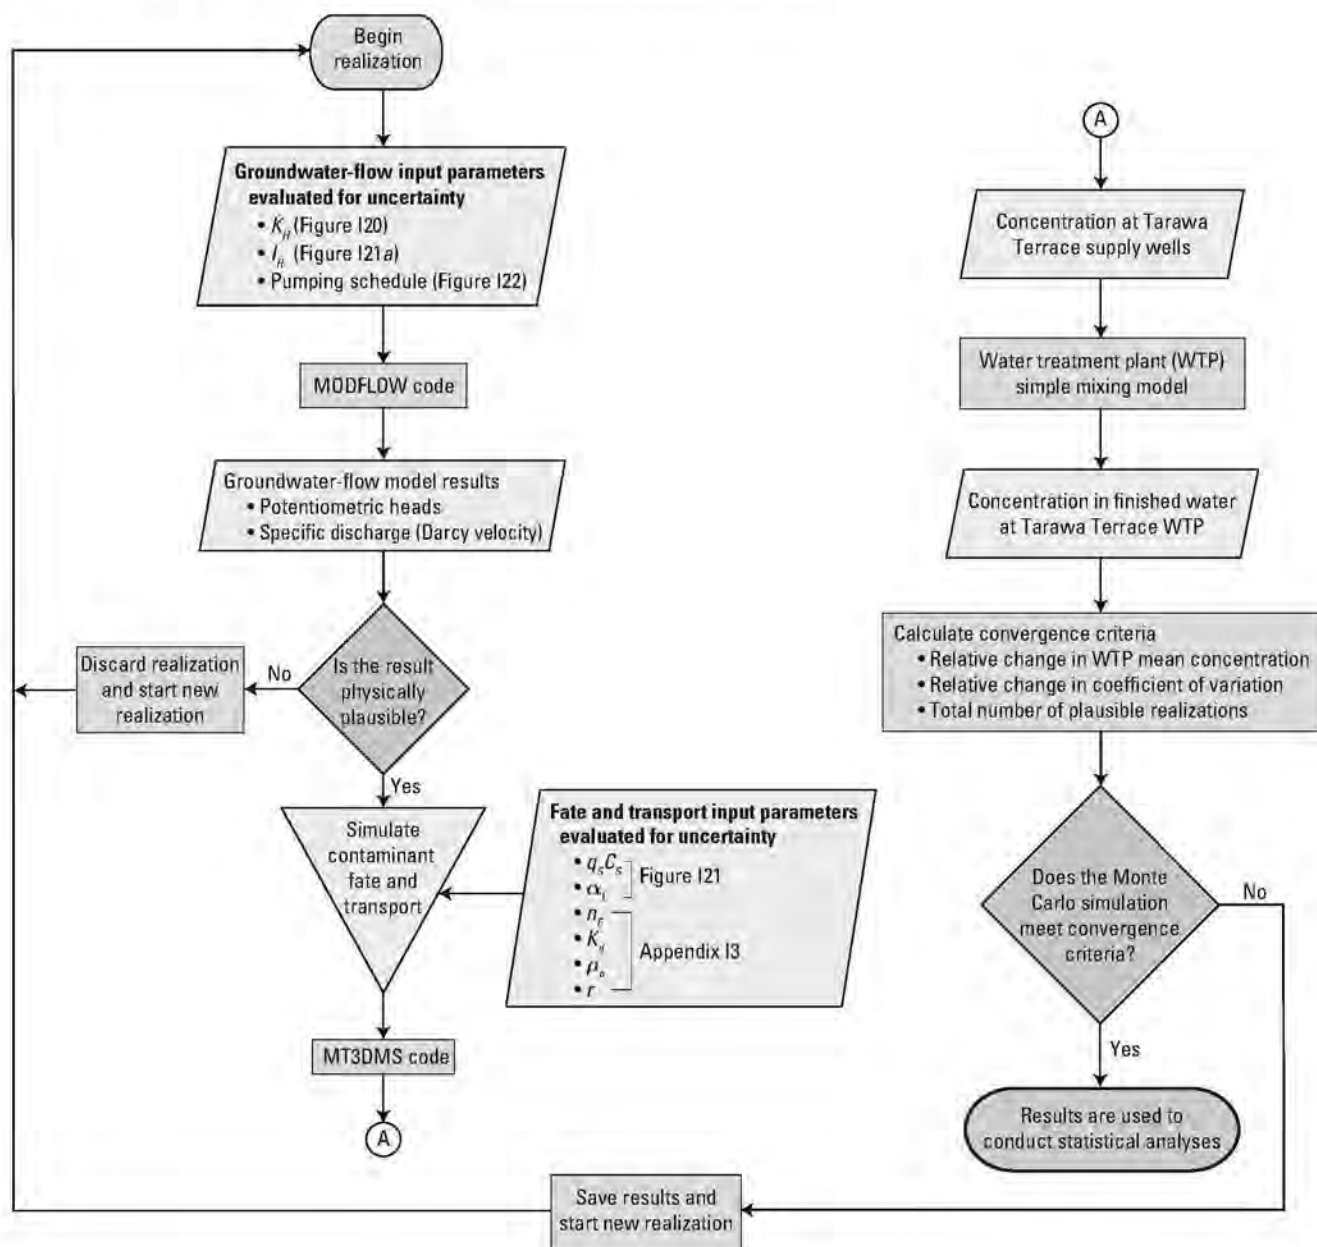 Begin
realization
Groundwater-flow input parameters
evaluated for uncertainty
• K_H (Figure I20)
• I_R (Figure I21a)
• Pumping schedule (Figure I22)
MODFLOW code
Groundwater-flow model results
• Potentiometric heads
• Specific discharge (Darcy velocity)
Is the result
physically
plausible?
No
Discard realization
and start new
realization
Yes
Simulate
contaminant
fate and
transport
Fate and transport input parameters
evaluated for uncertainty
• q_S C_S
• α_L
Figure I21
• n_E
• K_d
• ρ_b
• r
Appendix I3
MT3DMS code
A
A
Concentration at Tarawa
Terrace supply wells
Water treatment plant (WTP)
simple mixing model
Concentration in finished water
at Tarawa Terrace WTP
Calculate convergence criteria
• Relative change in WTP mean concentration
• Relative change in coefficient of variation
• Total number of plausible realizations
Does the Monte
Carlo simulation
meet convergence
criteria?
No
Yes
Results are used to
conduct statistical analyses
Save results and
start new realization